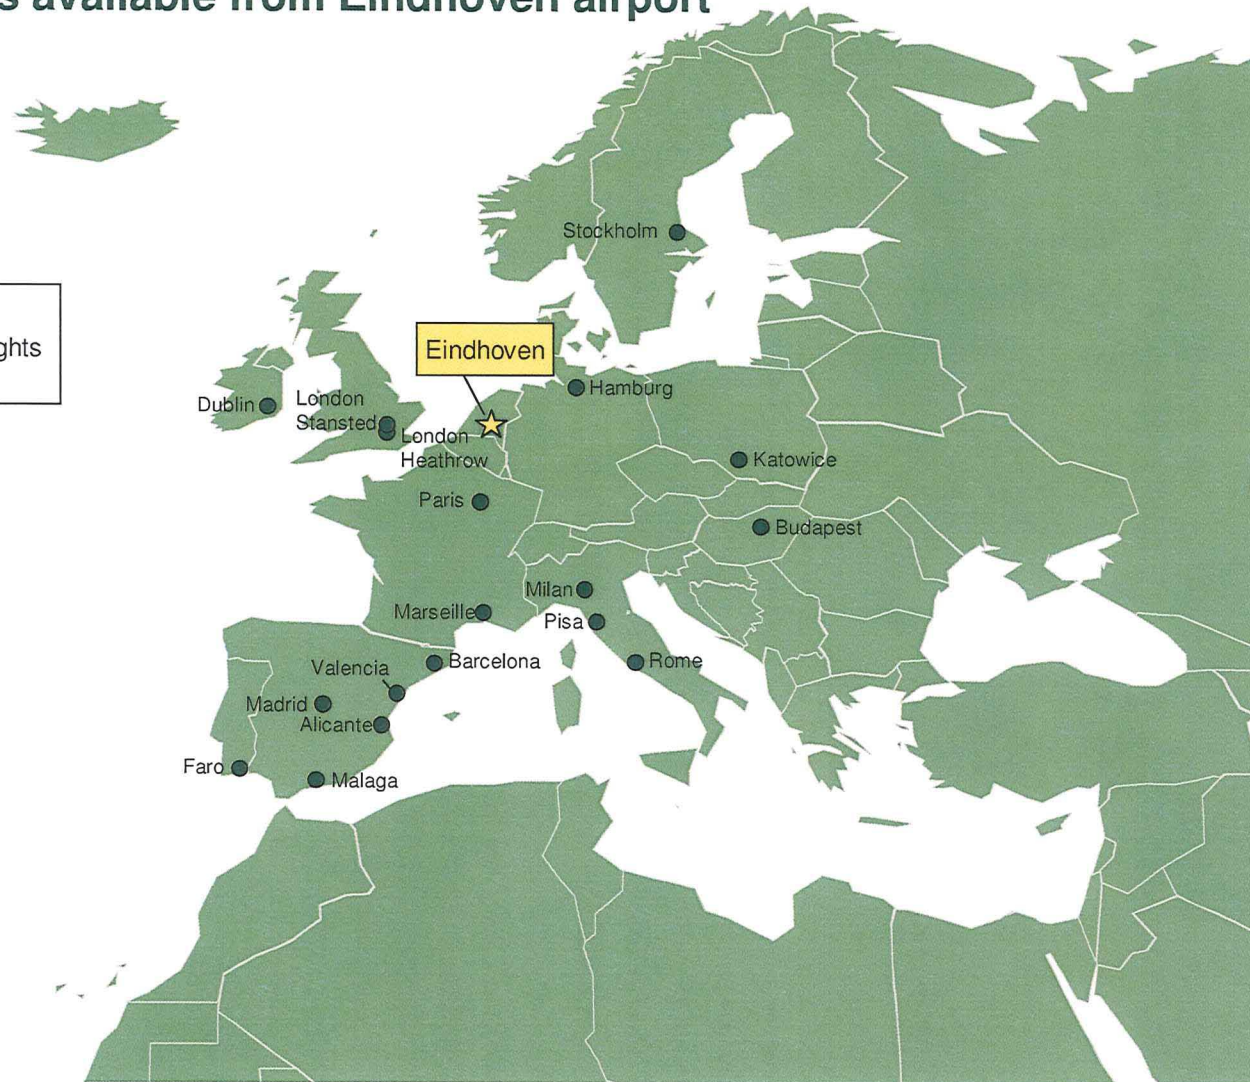 available from Eindhoven airport
Stockholm
Eindhoven
Hamburg
Dublin
London
Stansted
London
Heathrow
Katowice
Paris
Budapest
Milan
Marseille
Pisa
Valencia
Barcelona
Rome
Madrid
Alicante
Faro
Malaga